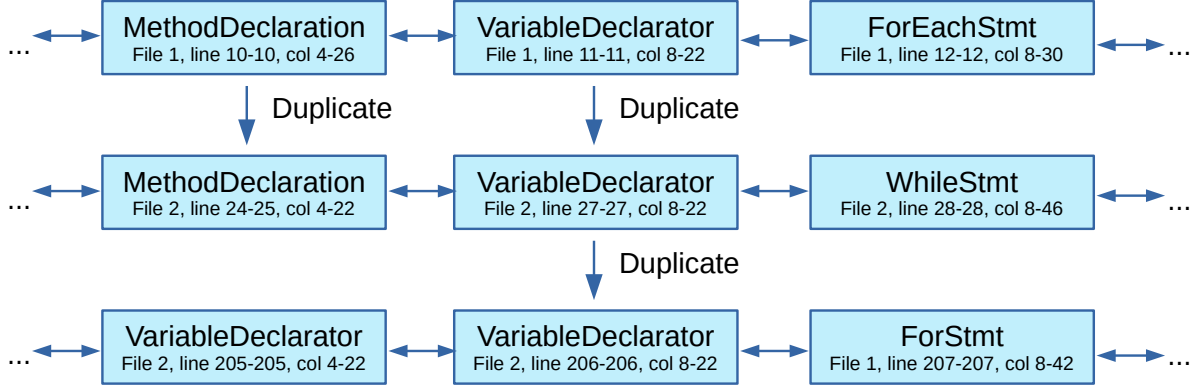 MethodDeclaration
File 1, line 10-10, col 4-26
VariableDeclarator
File 1, line 11-11, col 8-22
ForEachStmt
File 1, line 12-12, col 8-30
...
...
Duplicate
Duplicate
MethodDeclaration
File 2, line 24-25, col 4-22
VariableDeclarator
File 2, line 27-27, col 8-22
WhileStmt
File 2, line 28-28, col 8-46
...
...
Duplicate
VariableDeclarator
File 2, line 205-205, col 4-22
VariableDeclarator
File 2, line 206-206, col 8-22
ForStmt
File 1, line 207-207, col 8-42
...
...